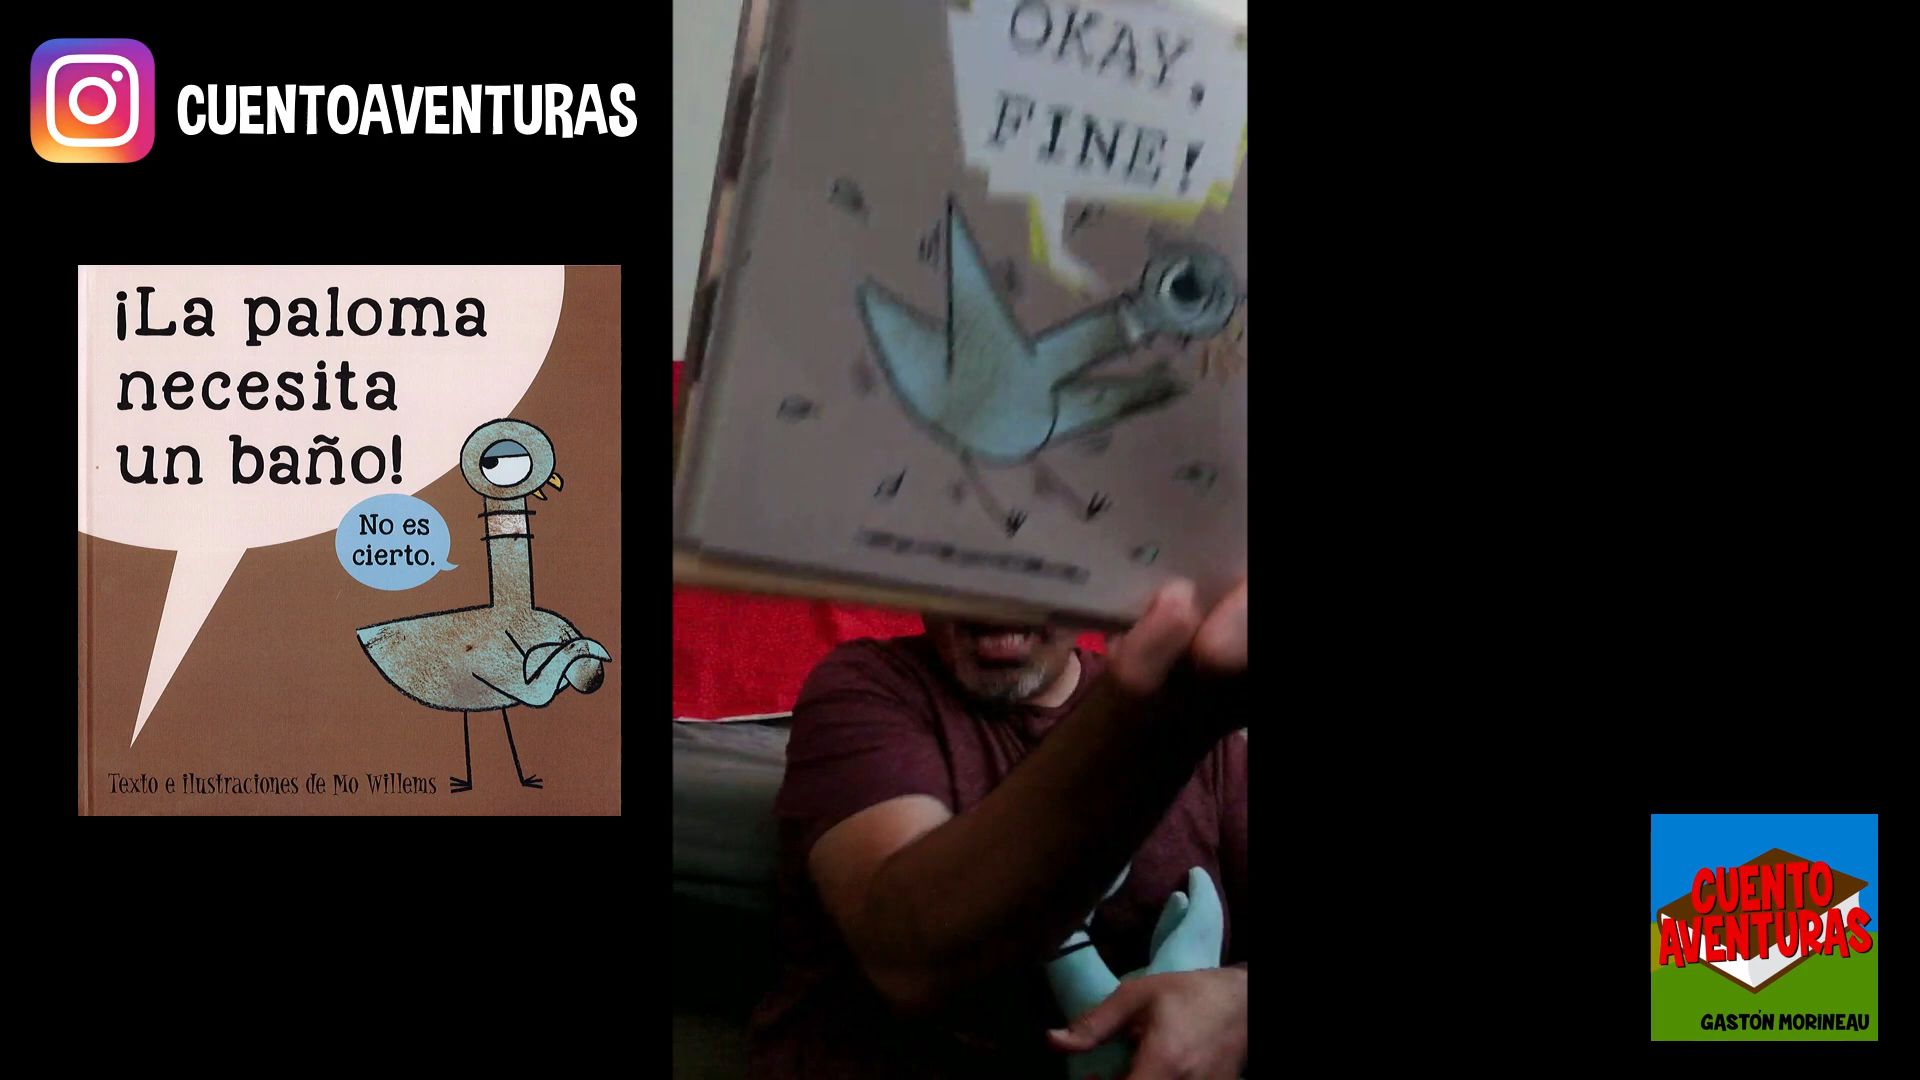 CUENTOAVENTURAS
¡La paloma
necesita
un baño!
No es
cierto.
Texto e ilustraciones de Mo Willems
OKAY,
FINE!
CUENTO
AVENTURAS
GASTÓN MORINEAU